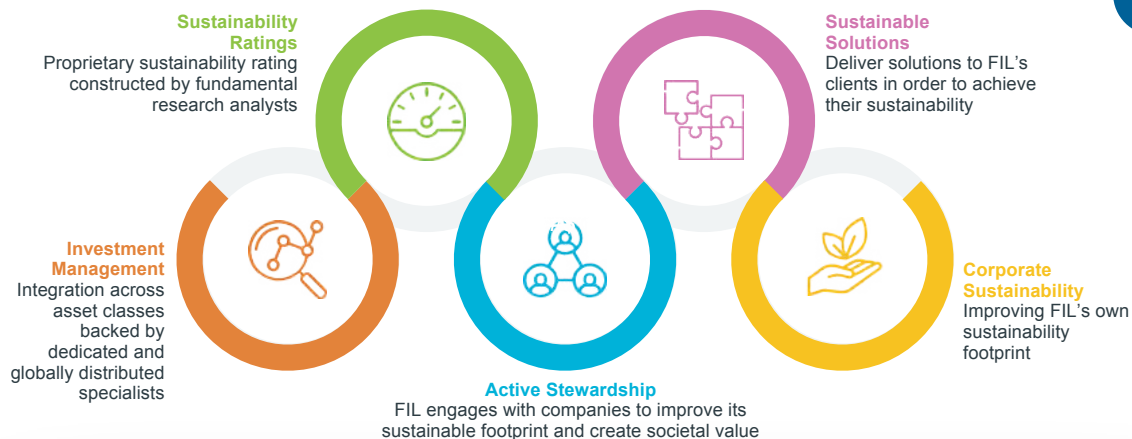 Sustainability
Ratings
Proprietary sustainability rating
constructed by fundamental
research analysts
Sustainable
Solutions
Deliver solutions to FIL's
clients in order to achieve
their sustainability
Investment
Management
Integration across
asset classes
backed by
dedicated and
globally distributed
specialists
Active Stewardship
FIL engages with companies to improve its
sustainable footprint and create societal value
Corporate
Sustainability
Improving FIL's own
sustainability
footprint